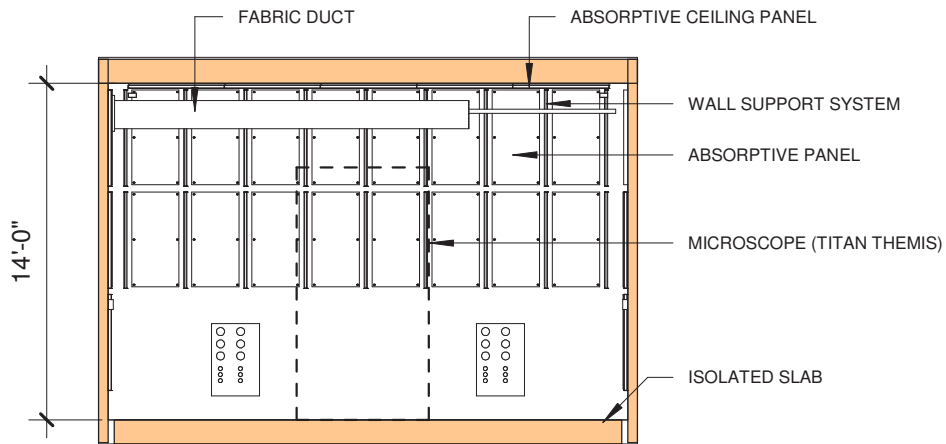 FABRIC DUCT
ABSORPTIVE CEILING PANEL
WALL SUPPORT SYSTEM
ABSORPTIVE PANEL
14'-0"
MICROSCOPE (TITAN THEMIS)
ISOLATED SLAB